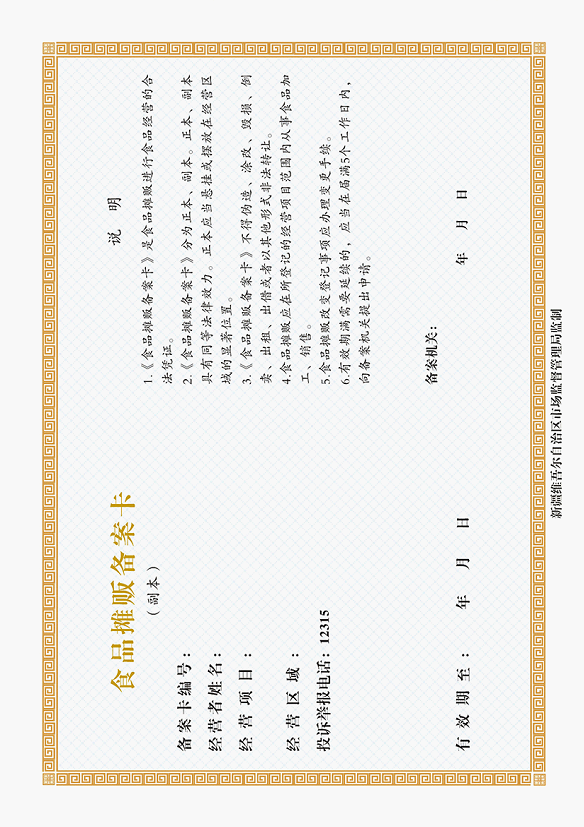 食品摊贩备案卡
（副本）
备案卡编号：
经营者姓名：
经营项目：
经营区域：
投诉举报电话：12315
有效期至： 年 月 日
说 明
1.《食品摊贩备案卡》是食品摊贩进行食品经营的合
法凭证。
2.《食品摊贩备案卡》分为正本、副本。正本、副本
具有同等法律效力。正本应当悬挂或摆放在经营区
域的显著位置。
3.《食品摊贩备案卡》不得伪造、涂改、毁损、倒
卖、出租、出借或者以其他形式非法转让。
4.食品摊贩应在所登记的经营项目范围内从事食品加
工、销售。
5.食品摊贩改变登记事项应办理变更手续。
6.有效期满需要延续的，应当在届满5个工作日内，
向备案机关提出申请。
备案机关：
年 月 日
新疆维吾尔自治区市场监督管理局监制